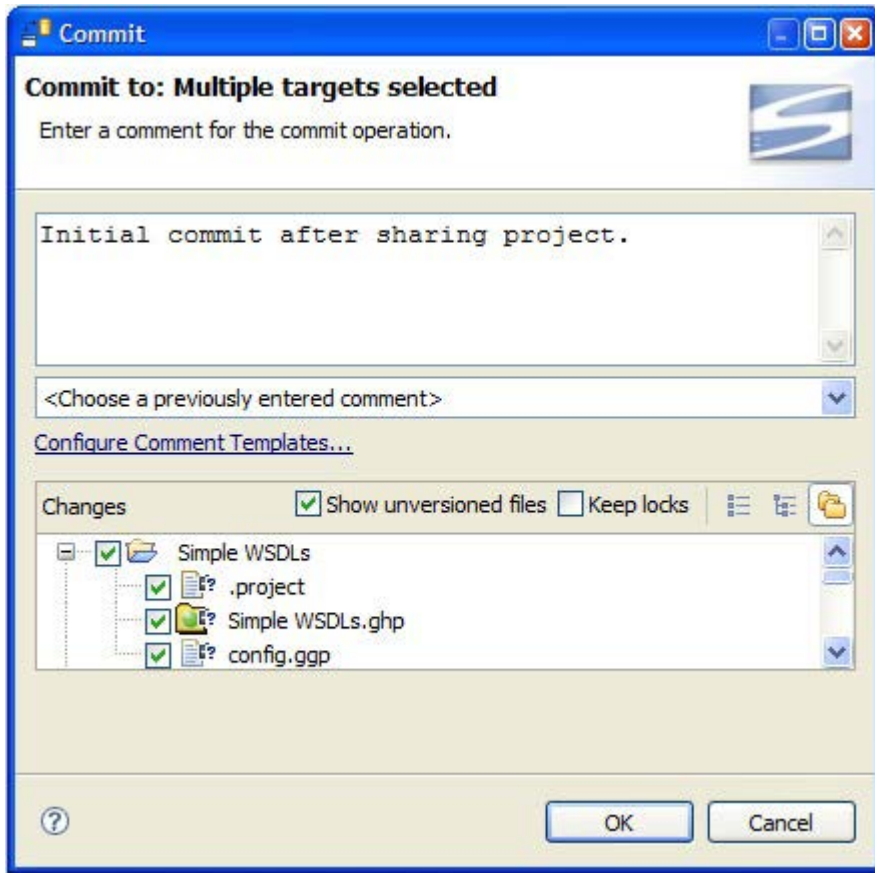 Commit
Commit to: Multiple targets selected
Enter a comment for the commit operation.
Initial commit after sharing project.
<Choose a previously entered comment>
Configure Comment Templates...
Changes Show unversioned files Keep locks
Simple WSDLs
.project
Simple WSDLs.ghp
config.ggp
OK Cancel